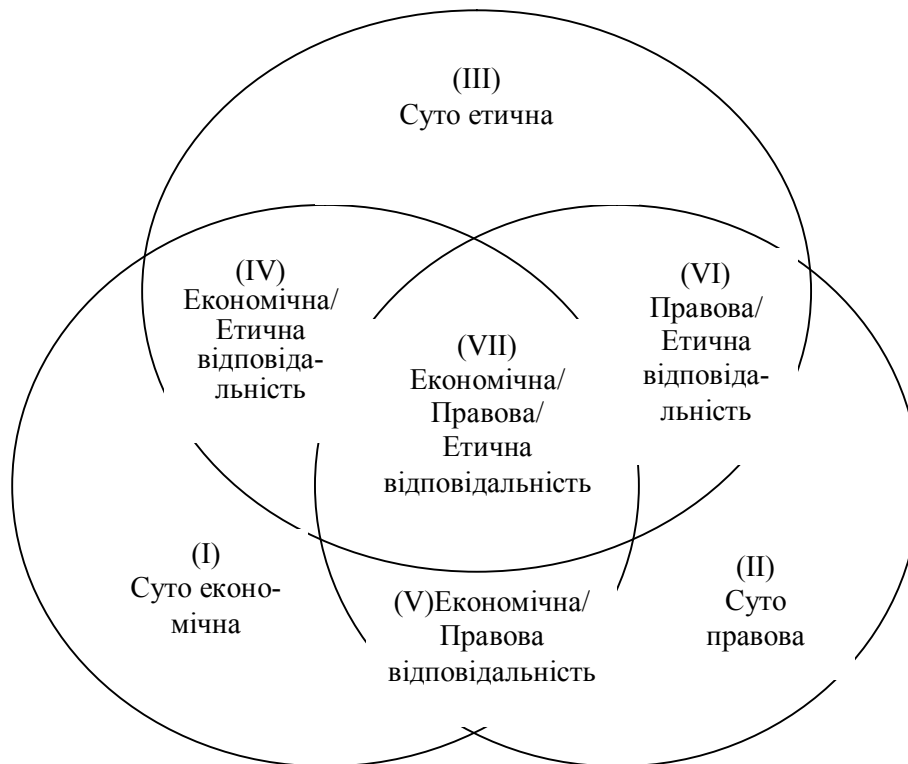 (III)
Суто етична
(IV)
Економічна/
Етична
відповіда-
льність
(VI)
Правова/
Етична
відповіда-
льність
(VII)
Економічна/
Правова/
Етична
відповідальність
(I)
Суто еконо-
мічна
(V)Економічна/
Правова
відповідальність
(II)
Суто
правова